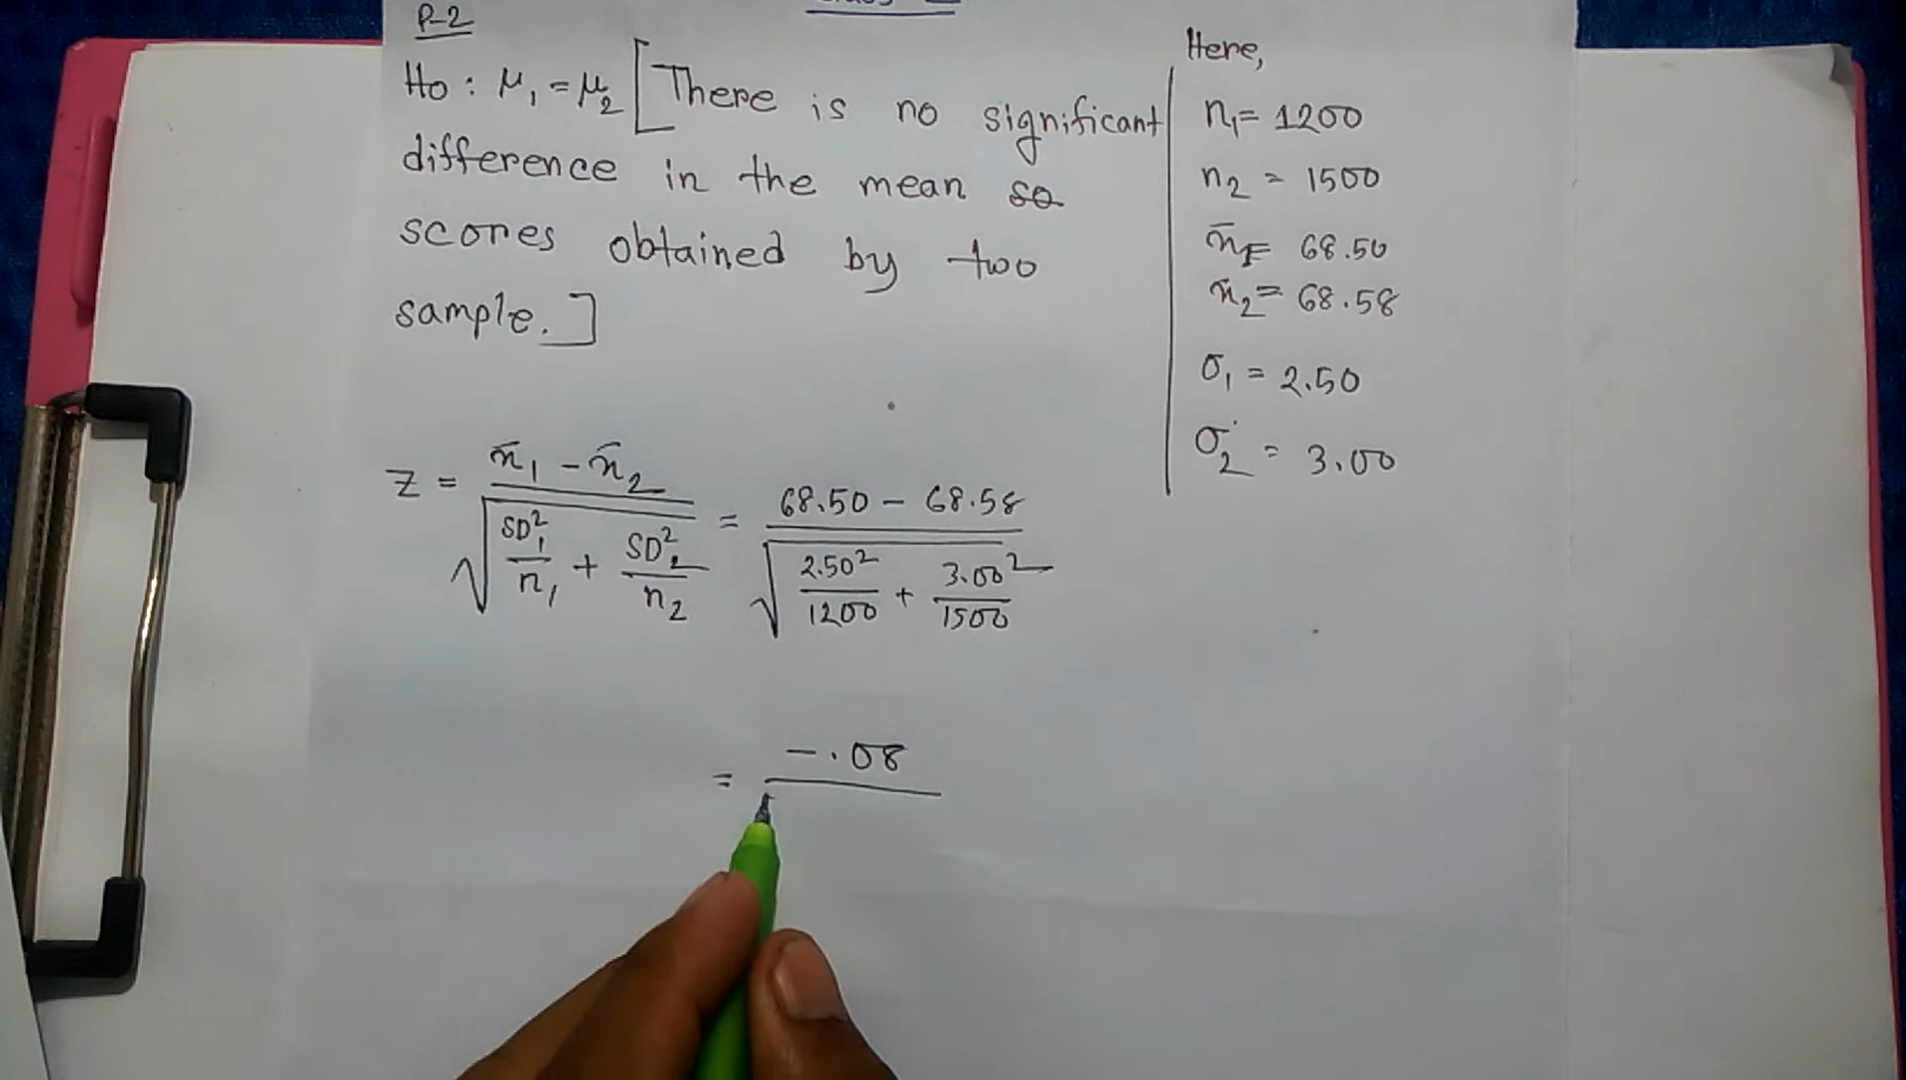 P-2
Ho : μ₁ = μ₂ [There is no significant
difference in the mean so
scores obtained by two
sample.]
Here,
n₁ = 1200
n₂ = 1500
x̄₁ = 68.50
x̄₂ = 68.58
σ₁ = 2.50
σ₂ = 3.00
z = (x̄₁ - x̄₂) / √(SD₁²/n₁ + SD₂²/n₂) = (68.50 - 68.58) / √(2.50²/1200 + 3.00²/1500)
= -.08